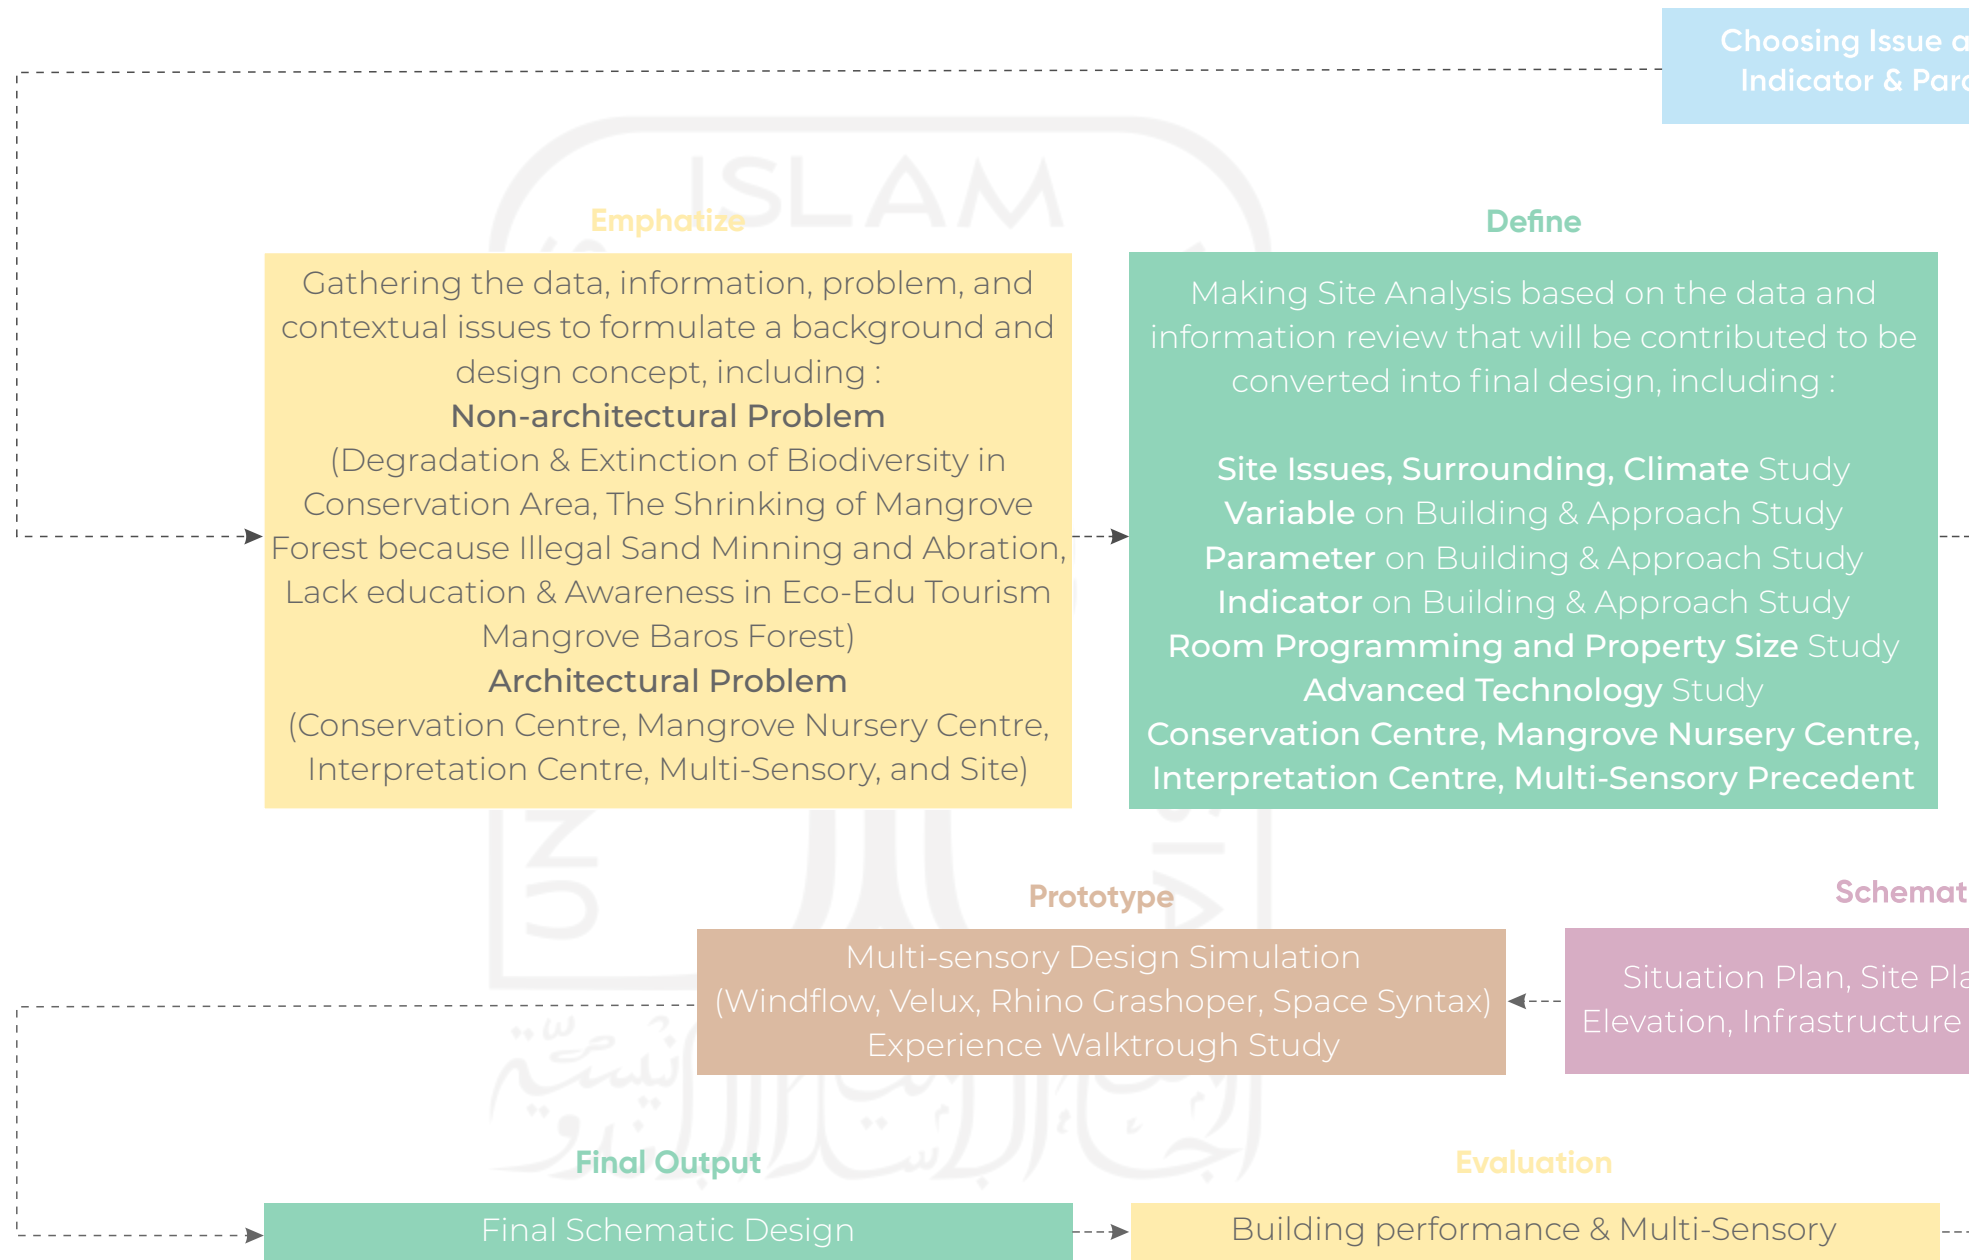 Choosing Issue a
Indicator & Para
ISLAM
Emphatize
Gathering the data, information, problem, and
contextual issues to formulate a background and
design concept, including :
Non-architectural Problem
(Degradation & Extinction of Biodiversity in
Conservation Area, The Shrinking of Mangrove
Forest because Illegal Sand Minning and Abration,
Lack education & Awareness in Eco-Edu Tourism
Mangrove Baros Forest)
Architectural Problem
(Conservation Centre, Mangrove Nursery Centre,
Interpretation Centre, Multi-Sensory, and Site)
Define
Making Site Analysis based on the data and
information review that will be contributed to be
converted into final design, including :
Site Issues, Surrounding, Climate Study
Variable on Building & Approach Study
Parameter on Building & Approach Study
Indicator on Building & Approach Study
Room Programming and Property Size Study
Advanced Technology Study
Conservation Centre, Mangrove Nursery Centre,
Interpretation Centre, Multi-Sensory Precedent
Schemat
Situation Plan, Site Pla
Elevation, Infrastructure
Prototype
Multi-sensory Design Simulation
(Windflow, Velux, Rhino Grashoper, Space Syntax)
Experience Walktrough Study
Final Output
Final Schematic Design
Evaluation
Building performance & Multi-Sensory